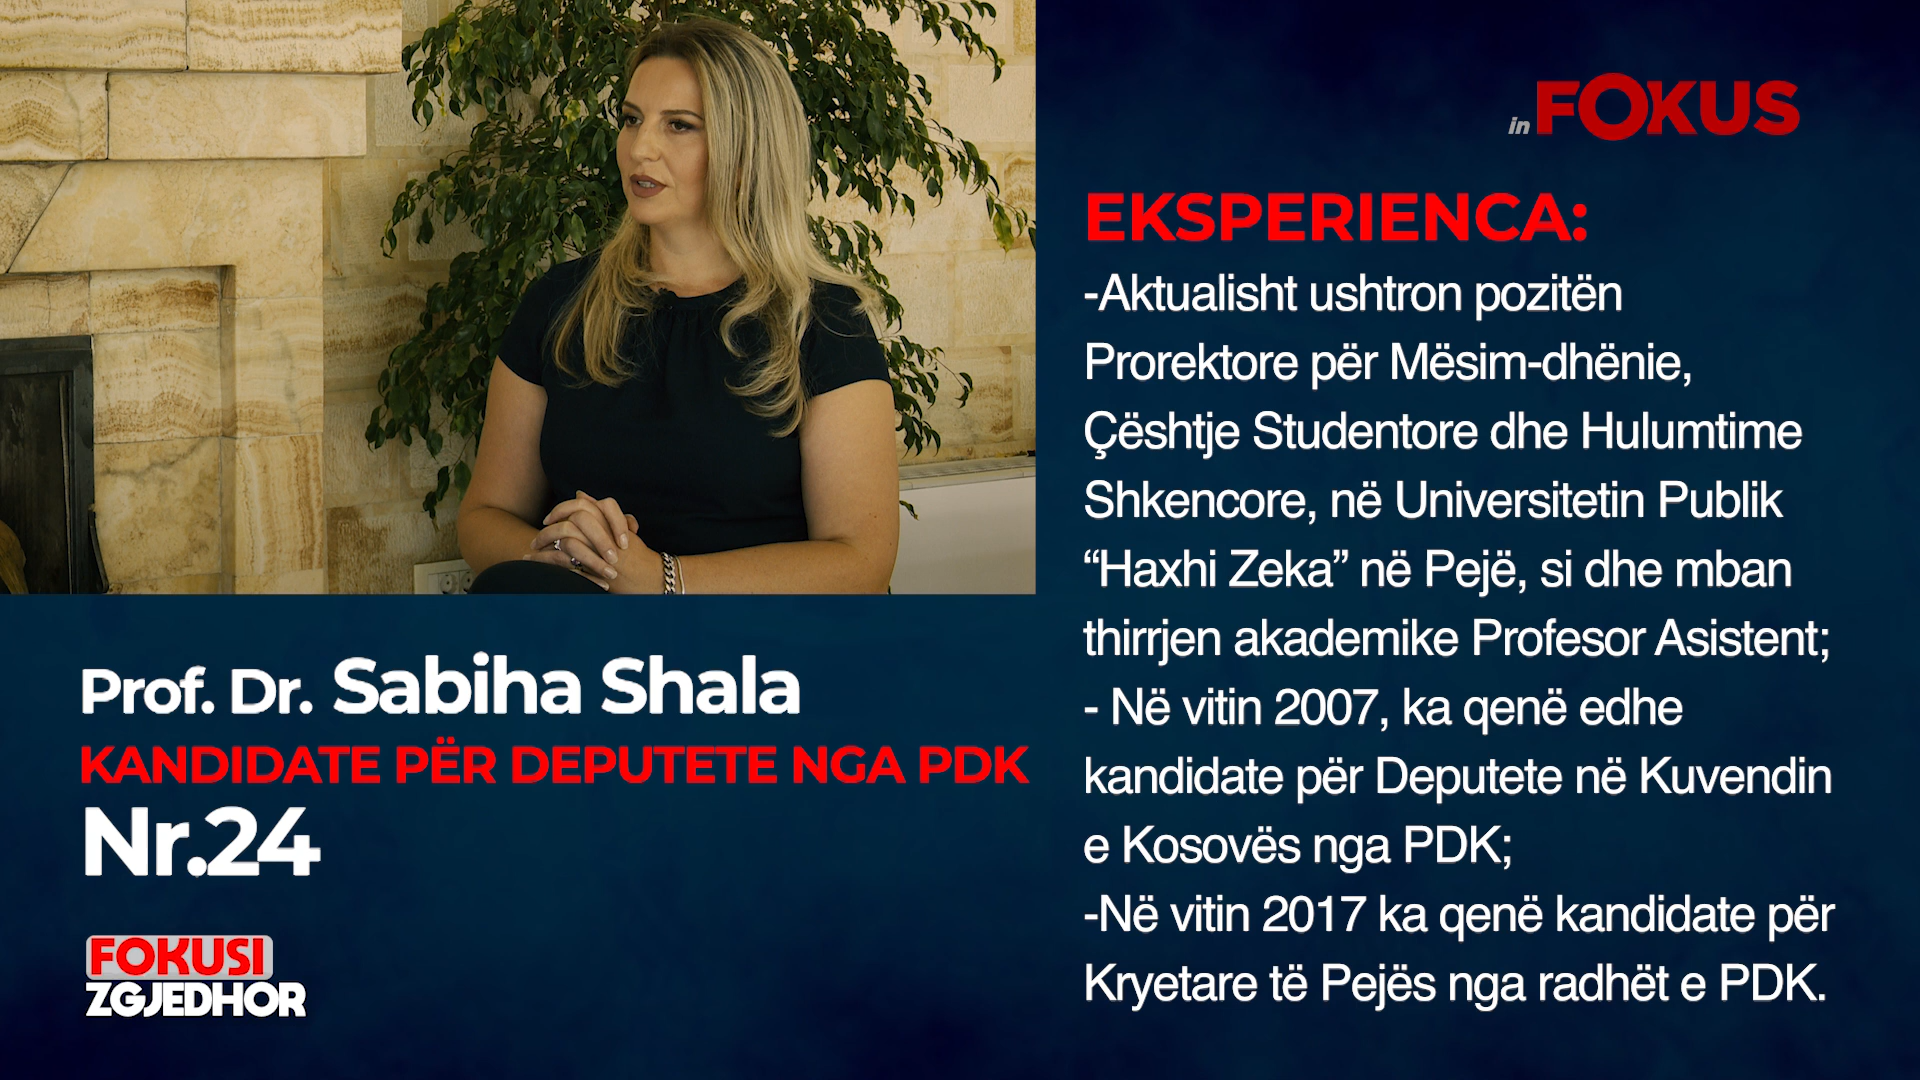 in FOKUS
Prof. Dr. Sabiha Shala
KANDIDATE PËR DEPUTETE NGA PDK
Nr.24
FOKUSI
ZGJEDHOR
EKSPERIENCA:
-Aktualisht ushtron pozitën
Prorektore për Mësim-dhënie,
Çështje Studentore dhe Hulumtime
Shkencore, në Universitetin Publik
“Haxhi Zeka” në Pejë, si dhe mban
thirrjen akademike Profesor Asistent;
- Në vitin 2007, ka qenë edhe
kandidate për Deputete në Kuvendin
e Kosovës nga PDK;
-Në vitin 2017 ka qenë kandidate për
Kryetare të Pejës nga radhët e PDK.